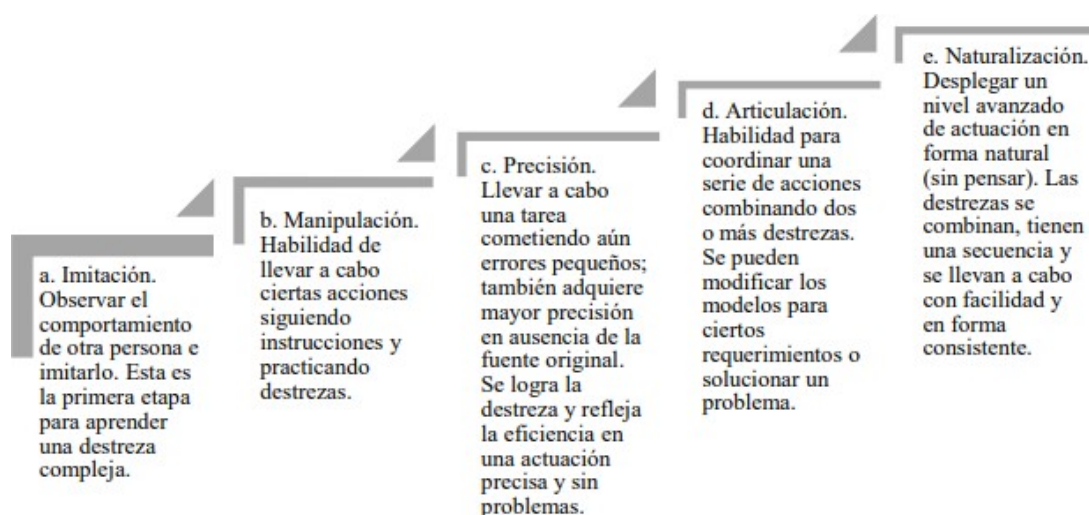 a. Imitación.
Observar el
comportamiento
de otra persona e
imitarlo. Esta es
la primera etapa
para aprender
una destreza
compleja.
b. Manipulación.
Habilidad de
llevar a cabo
ciertas acciones
siguiendo
instrucciones y
practicando
destrezas.
c. Precisión.
Llevar a cabo
una tarea
cometiendo aún
errores pequeños;
también adquiere
mayor precisión
en ausencia de la
fuente original.
Se logra la
destreza y refleja
la eficiencia en
una actuación
precisa y sin
problemas.
d. Articulación.
Habilidad para
coordinar una
serie de acciones
combinando dos
o más destrezas.
Se pueden
modificar los
modelos para
ciertos
requerimientos o
solucionar un
problema.
e. Naturalización.
Desplegar un
nivel avanzado
de actuación en
forma natural
(sin pensar). Las
destrezas se
combinan, tienen
una secuencia y
se llevan a cabo
con facilidad y
en forma
consistente.